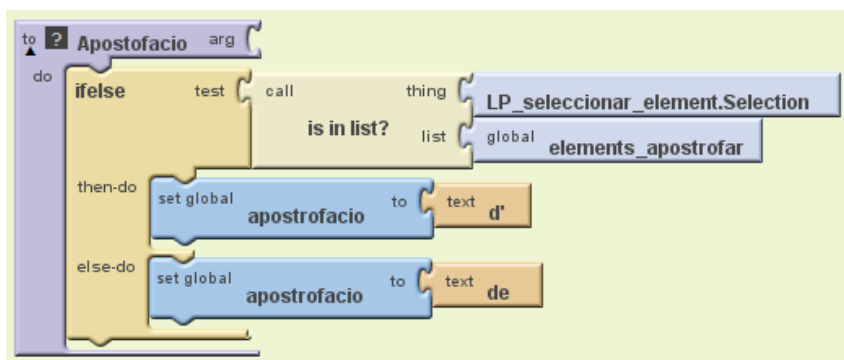 to ? Apostofacio arg
do
ifelse test call thing LP_seleccionar_element.Selection
is in list? list global elements_apostrofar
then-do set global apostrofacio to text d'
else-do set global apostrofacio to text de